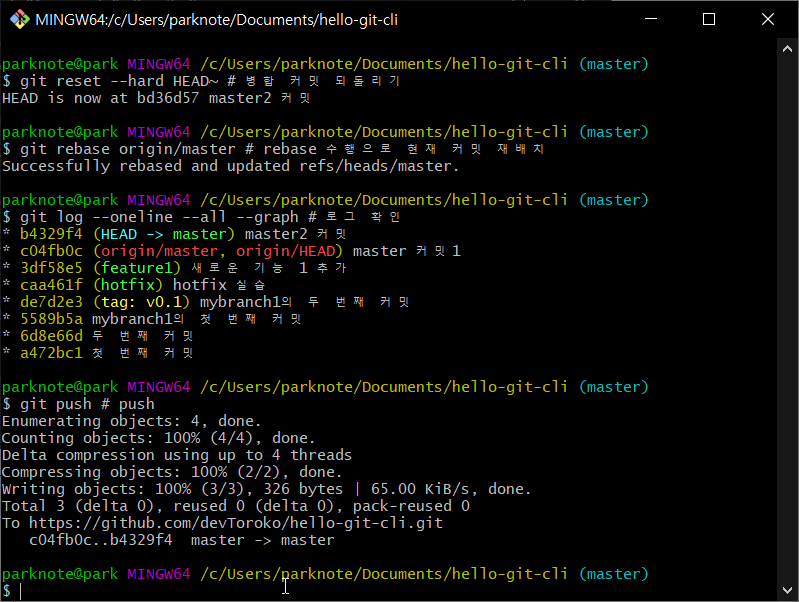 MINGW64:/c/Users/parknote/Documents/hello-git-cli
parknote@park MINGW64 /c/Users/parknote/Documents/hello-git-cli (master)
$ git reset --hard HEAD~ # 병합 커밋 되돌리기
HEAD is now at bd36d57 master2 커밋
parknote@park MINGW64 /c/Users/parknote/Documents/hello-git-cli (master)
$ git rebase origin/master # rebase 수행으로 현재 커밋 재배치
Successfully rebased and updated refs/heads/master.
parknote@park MINGW64 /c/Users/parknote/Documents/hello-git-cli (master)
$ git log --oneline --all --graph # 로그 확인
* b4329f4 (HEAD -> master) master2 커밋
* c04fb0c (origin/master, origin/HEAD) master 커밋1
* 3df58e5 (feature1) 새로운 기능 1 추가
* caa461f (hotfix) hotfix 실습
* de7d2e3 (tag: v0.1) mybranch1의 두 번째 커밋
* 5589b5a mybranch1의 첫 번째 커밋
* 6d8e66d 두 번째 커밋
* a472bc1 첫 번째 커밋
parknote@park MINGW64 /c/Users/parknote/Documents/hello-git-cli (master)
$ git push # push
Enumerating objects: 4, done.
Counting objects: 100% (4/4), done.
Delta compression using up to 4 threads
Compressing objects: 100% (2/2), done.
Writing objects: 100% (3/3), 326 bytes | 65.00 KiB/s, done.
Total 3 (delta 0), reused 0 (delta 0), pack-reused 0
To https://github.com/devToroko/hello-git-cli.git
   c04fb0c..b4329f4  master -> master
parknote@park MINGW64 /c/Users/parknote/Documents/hello-git-cli (master)
$